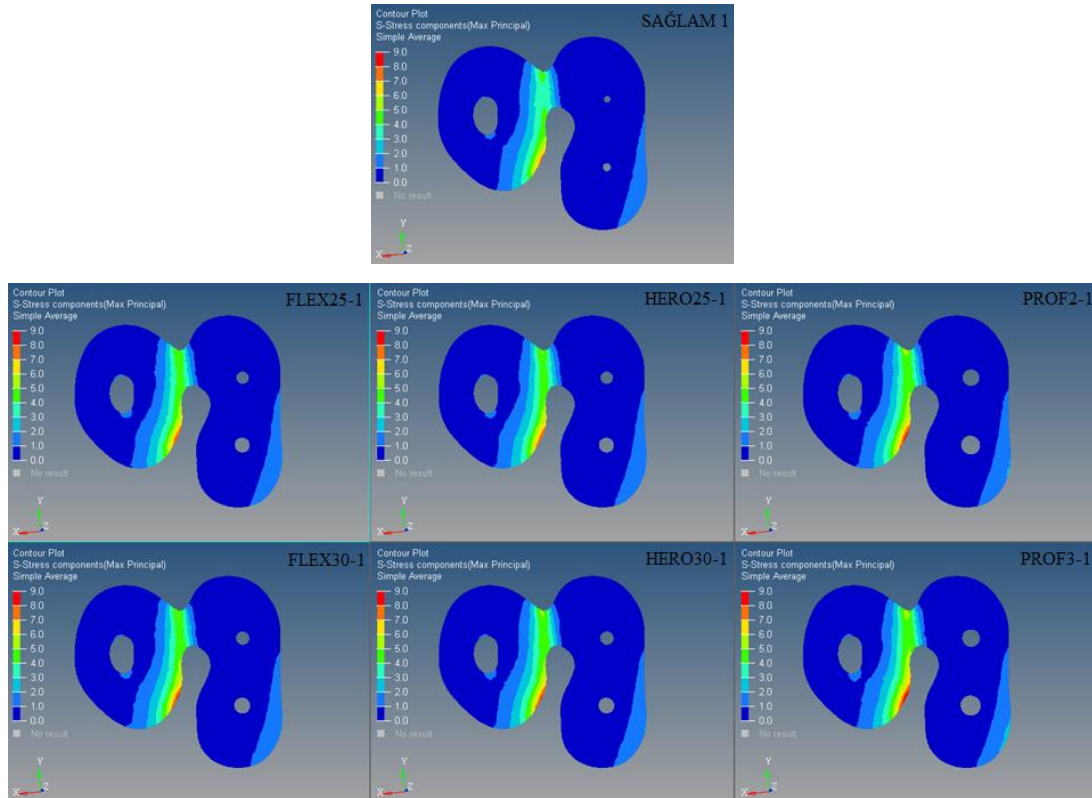 Contour Plot
S-Stress components(Max Principal)
Simple Average
SAĞLAM 1
9.0
8.0
7.0
6.0
5.0
4.0
3.0
2.0
1.0
0.0
No result
Y
X Z
Contour Plot
S-Stress components(Max Principal)
Simple Average
FLEX25-1
9.0
8.0
7.0
6.0
5.0
4.0
3.0
2.0
1.0
0.0
No result
Y
X Z
Contour Plot
S-Stress components(Max Principal)
Simple Average
HERO25-1
9.0
8.0
7.0
6.0
5.0
4.0
3.0
2.0
1.0
0.0
No result
Y
X Z
Contour Plot
S-Stress components(Max Principal)
Simple Average
PROF2-1
9.0
8.0
7.0
6.0
5.0
4.0
3.0
2.0
1.0
0.0
No result
Y
X Z
Contour Plot
S-Stress components(Max Principal)
Simple Average
FLEX30-1
9.0
8.0
7.0
6.0
5.0
4.0
3.0
2.0
1.0
0.0
No result
Y
X Z
Contour Plot
S-Stress components(Max Principal)
Simple Average
HERO30-1
9.0
8.0
7.0
6.0
5.0
4.0
3.0
2.0
1.0
0.0
No result
Y
X Z
Contour Plot
S-Stress components(Max Principal)
Simple Average
PROF3-1
9.0
8.0
7.0
6.0
5.0
4.0
3.0
2.0
1.0
0.0
No result
Y
X Z